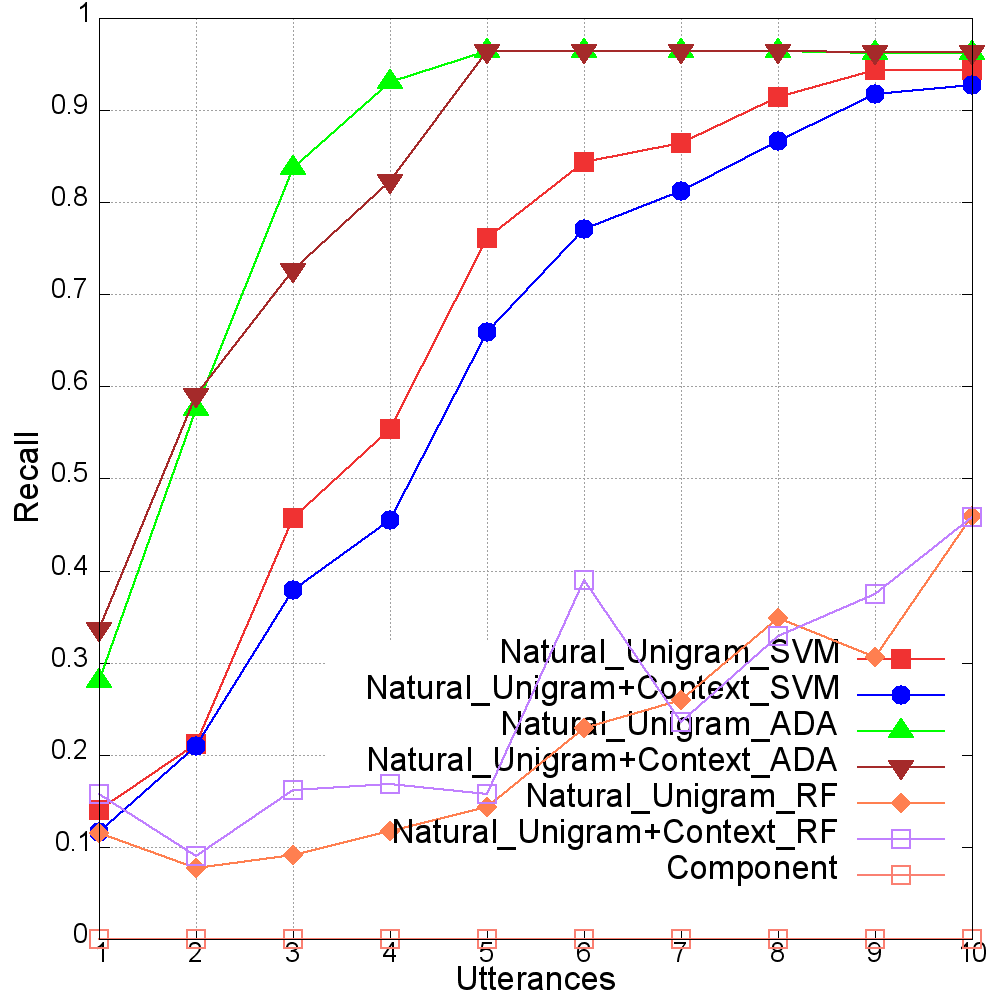 1
0.9
0.8
0.7
0.6
0.5
0.4
0.3
0.2
0.1
0
Recall
Natural_Unigram_SVM
Natural_Unigram+Context_SVM
Natural_Unigram_ADA
Natural_Unigram+Context_ADA
Natural_Unigram_RF
Natural_Unigram+Context_RF
Component
1 2 3 4 5 6 7 8 9 10
Utterances